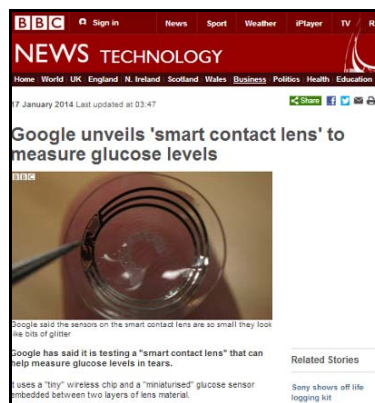 BBC Sign in News Sport Weather iPlayer TV
NEWS TECHNOLOGY
Home World UK England N. Ireland Scotland Wales Business Politics Health Education
17 January 2014 Last updated at 03:47
Share
Google unveils 'smart contact lens' to
measure glucose levels
BBC
Google said the sensors on the smart contact lens are so small they look
like bits of glitter
Google has said it is testing a "smart contact lens" that can
help measure glucose levels in tears.
It uses a "tiny" wireless chip and a "miniaturised" glucose sensor
embedded between two layers of lens material.
Related Stories
Sony shows off life
logging kit